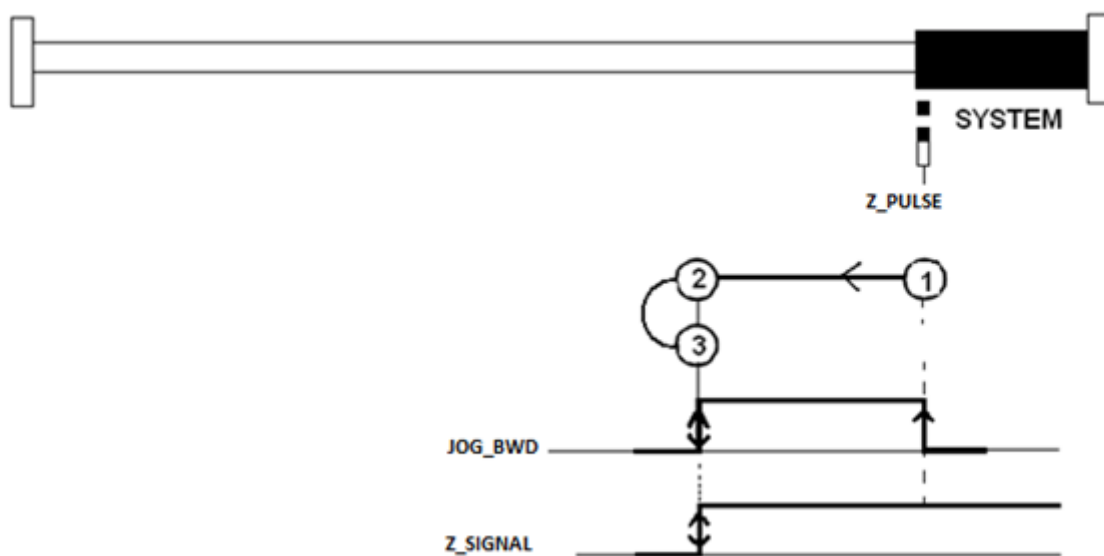 SYSTEM
Z_PULSE
2
1
3
JOG_BWD
Z_SIGNAL